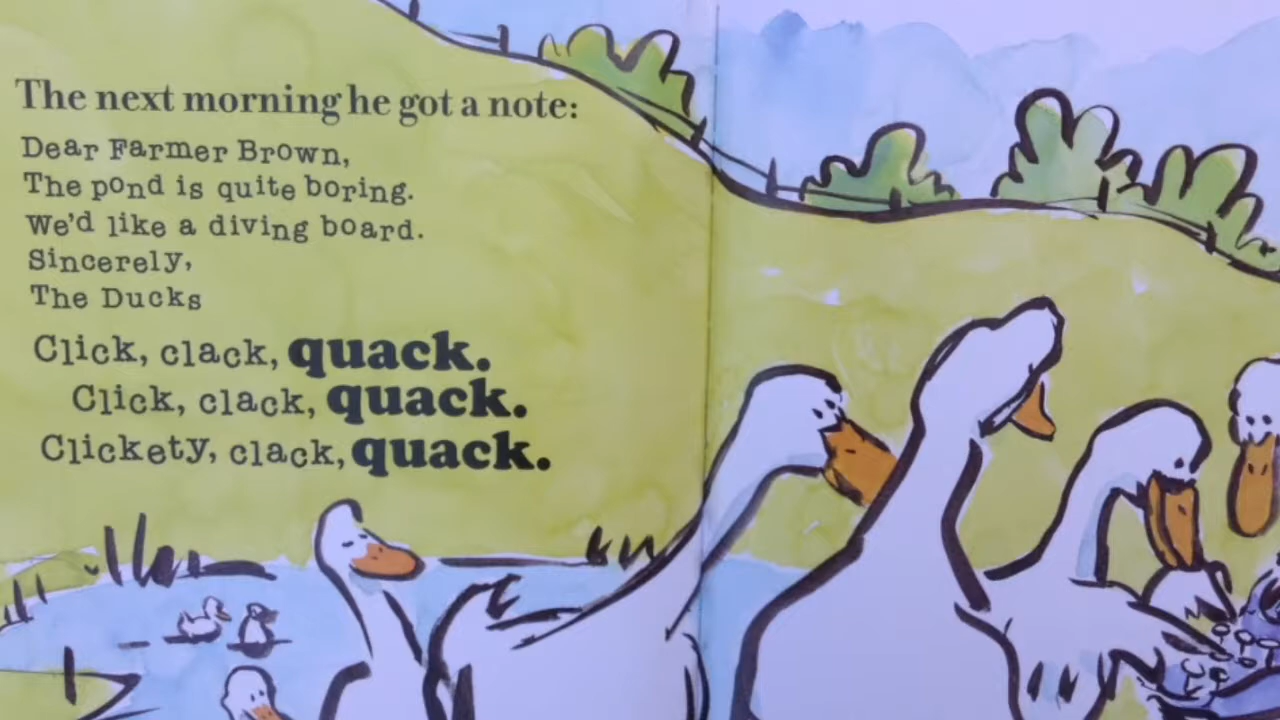 The next morning he got a note:
Dear Farmer Brown,
The pond is quite boring.
We'd like a diving board.
Sincerely,
The Ducks
Click, clack, quack.
Click, clack, quack.
Clickety, clack, quack.